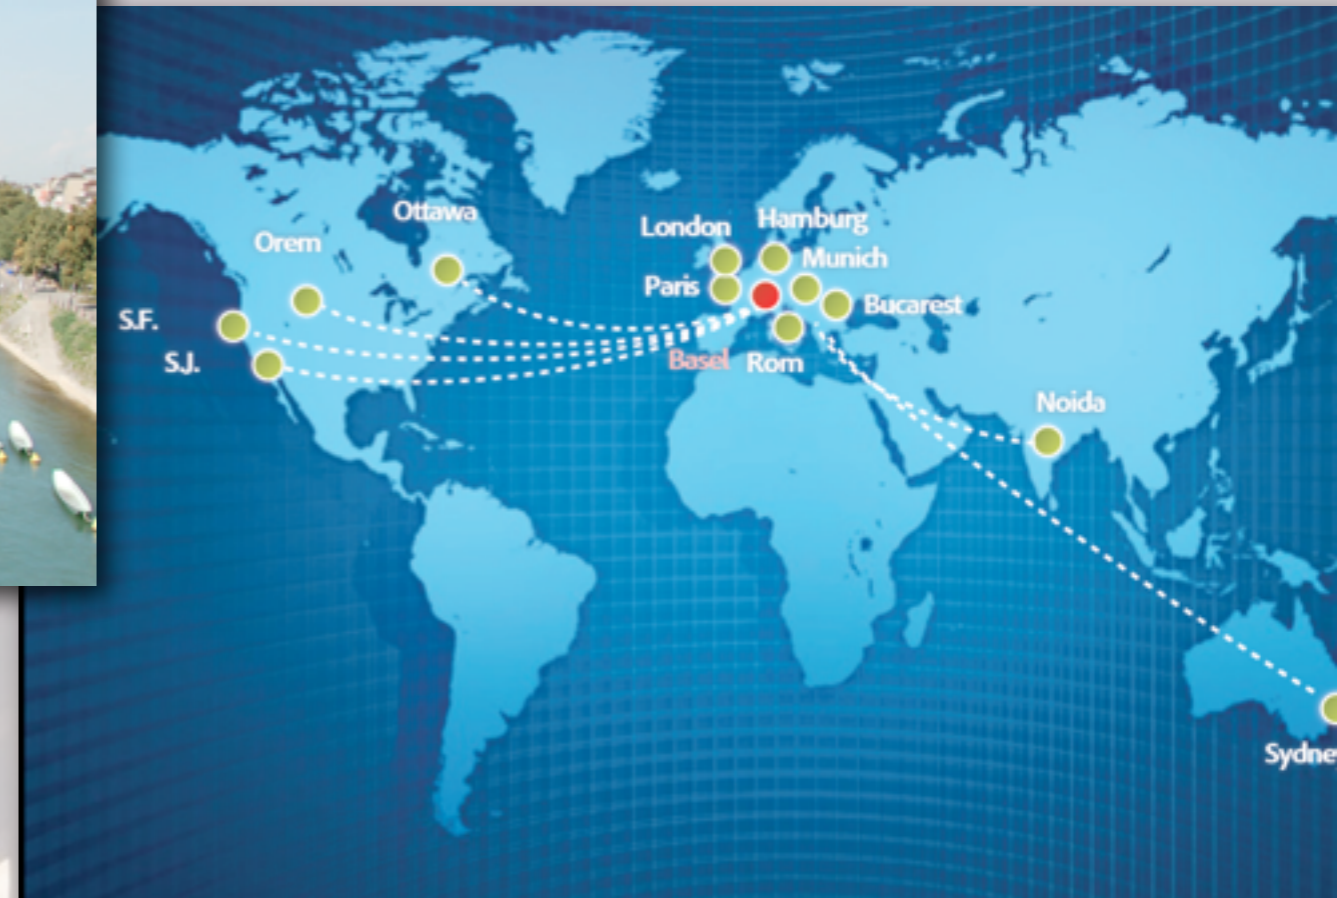 Ottawa
London
Hamburg
Orem
Munich
Paris
Bucarest
S.F.
S.J.
Basel
Rom
Noida
Sydne